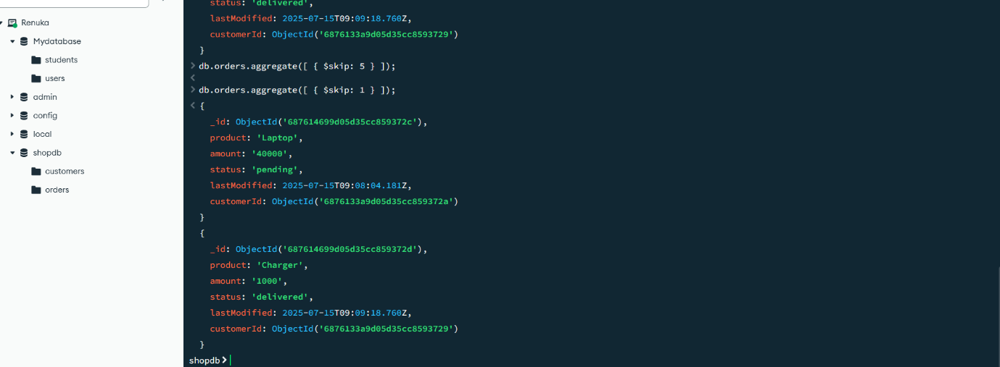 Renuka
Mydatabase
students
users
admin
config
local
shopdb
customers
orders
status: 'delivered',
lastModified: 2025-07-15T09:09:18.760Z,
customerId: ObjectId('6876133a9d05d35cc8593729')
}
> db.orders.aggregate([ { $skip: 5 } ]);
<
> db.orders.aggregate([ { $skip: 1 } ]);
< {
_id: ObjectId('687614699d05d35cc859372c'),
product: 'Laptop',
amount: '40000',
status: 'pending',
lastModified: 2025-07-15T09:08:04.181Z,
customerId: ObjectId('6876133a9d05d35cc859372a')
}
{
_id: ObjectId('687614699d05d35cc859372d'),
product: 'Charger',
amount: '1000',
status: 'delivered',
lastModified: 2025-07-15T09:09:18.760Z,
customerId: ObjectId('6876133a9d05d35cc8593729')
}
shopdb>